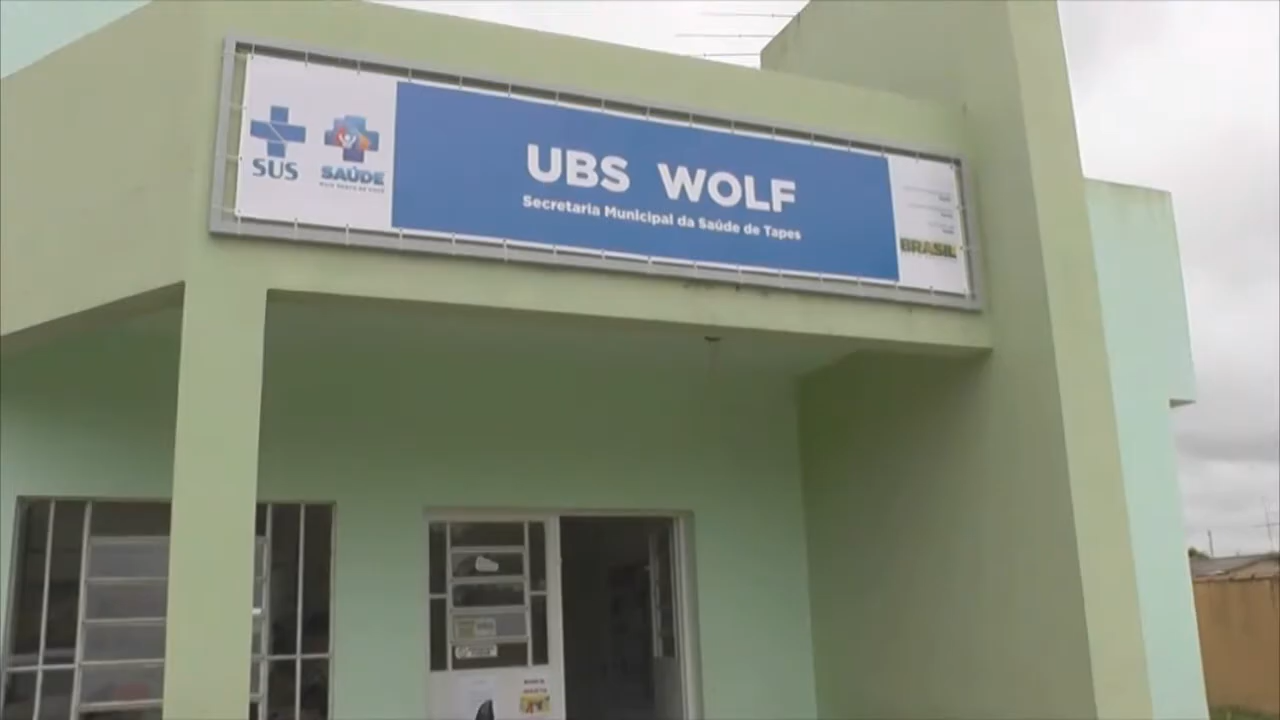 SUS
SAÚDE
UBS WOLF
Secretaria Municipal da Saúde de Tapes
BRASIL